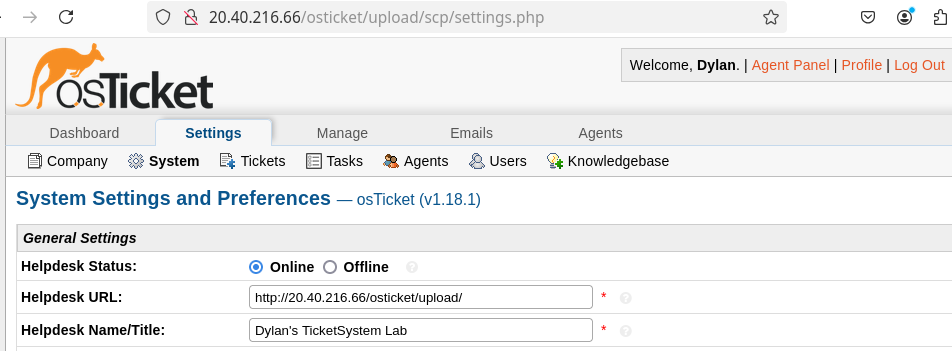 20.40.216.66/osticket/upload/scp/settings.php
osTicket
Welcome, Dylan. | Agent Panel | Profile | Log Out
Dashboard Settings Manage Emails Agents
Company System Tickets Tasks Agents Users Knowledgebase
System Settings and Preferences — osTicket (v1.18.1)
General Settings
Helpdesk Status: Online Offline ?
Helpdesk URL: http://20.40.216.66/osticket/upload/ * ?
Helpdesk Name/Title: Dylan's TicketSystem Lab * ?